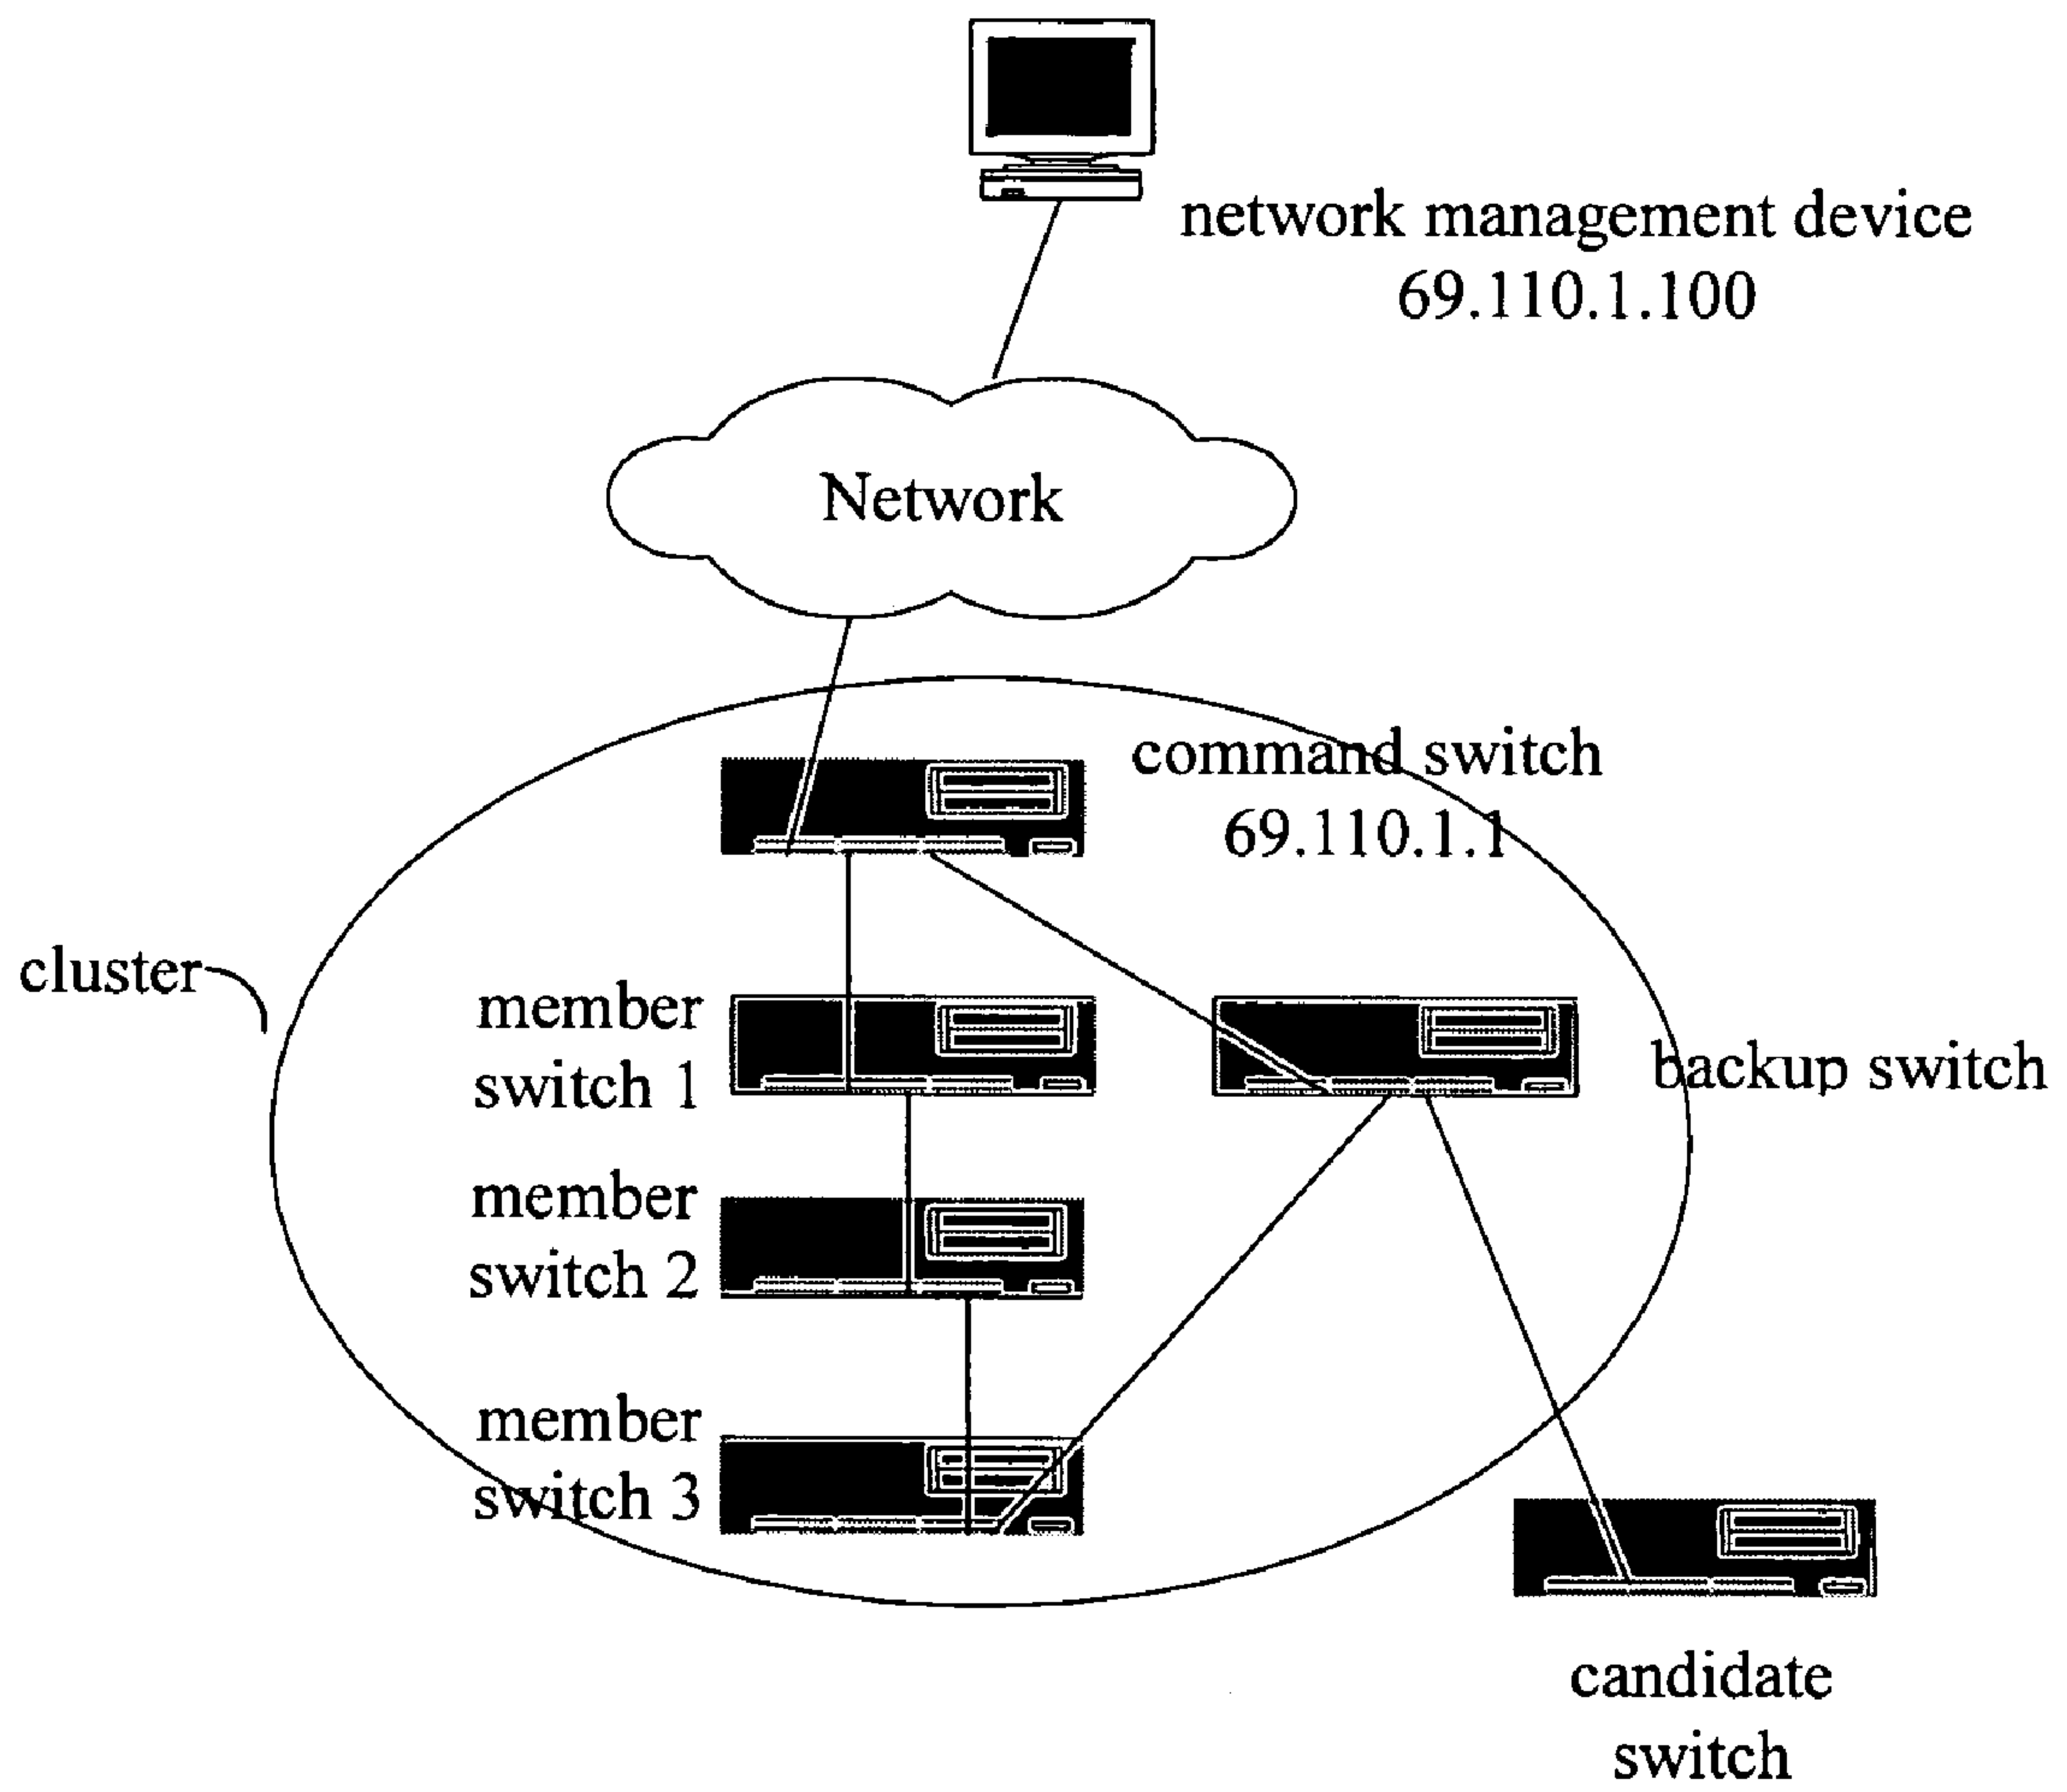 network management device
69.110.1.100
Network
command switch
69.110.1.1
cluster
member
switch 1
backup switch
member
switch 2
member
switch 3
candidate
switch